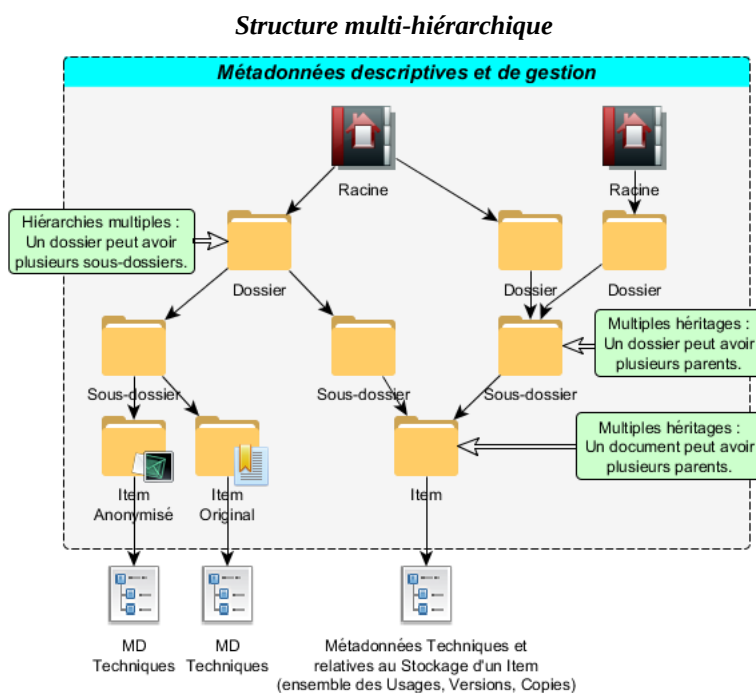 Structure multi-hiérarchique
Métadonnées descriptives et de gestion
Racine
Racine
Hiérarchies multiples :
Un dossier peut avoir
plusieurs sous-dossiers.
Dossier
Dossier
Dossier
Multiples héritages :
Un dossier peut avoir
plusieurs parents.
Sous-dossier
Sous-dossier
Sous-dossier
Multiples héritages :
Un document peut avoir
plusieurs parents.
Item
Anonymisé
Item
Original
Item
MD
Techniques
MD
Techniques
Métadonnées Techniques et
relatives au Stockage d'un Item
(ensemble des Usages, Versions, Copies)